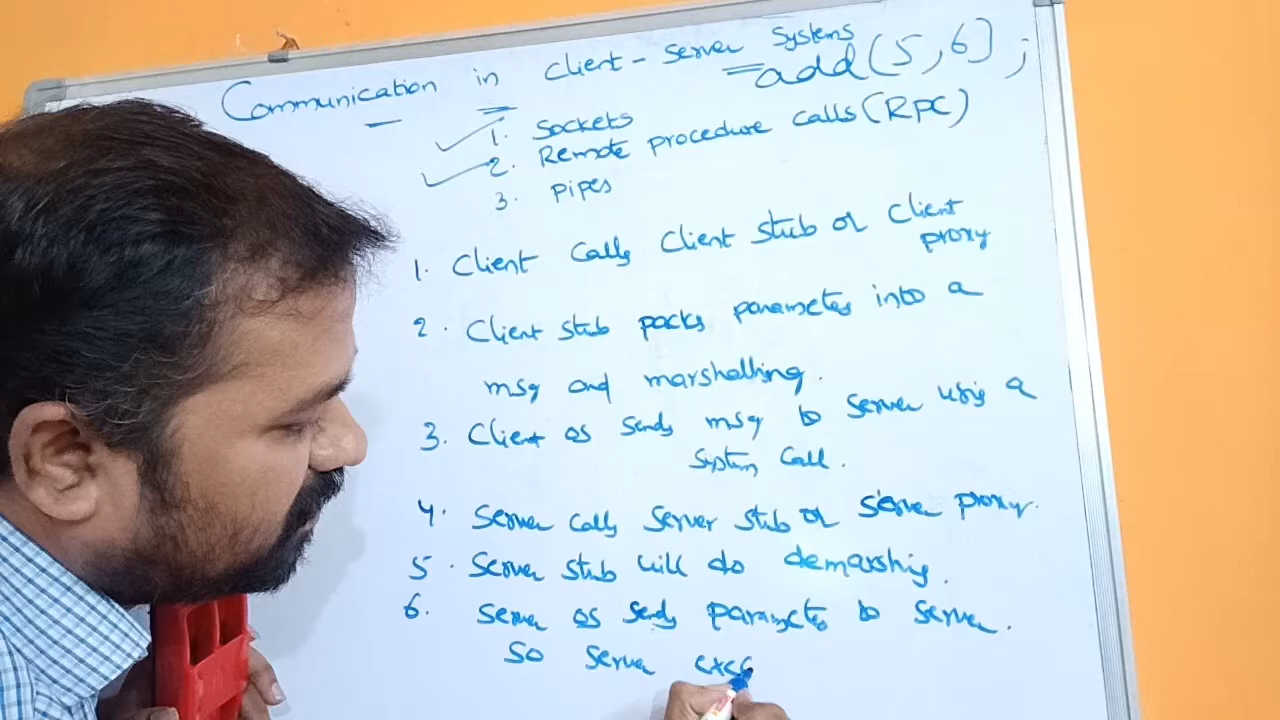 Communication in Client-Server Systems
=add(5,6);
1. Sockets
2. Remote procedure calls (RPC)
3. pipes
1. Client calls Client stub or Client proxy
2. Client stub packs parameters into a
msg and marshalling.
3. Client OS sends msg to server using a
System Call.
4. Server calls Server stub or server proxy.
5. Server stub will do demarshing.
6. Server OS sends parameters to server.
So server exec